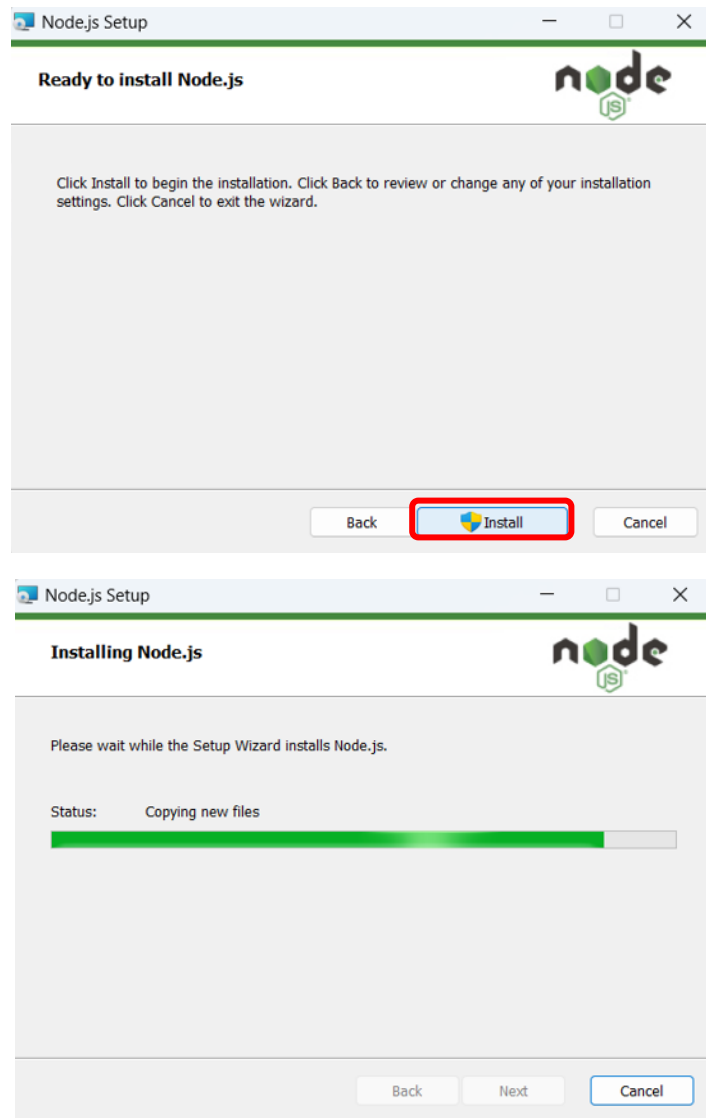 Node.js Setup
Ready to install Node.js
node
JS
Click Install to begin the installation. Click Back to review or change any of your installation
settings. Click Cancel to exit the wizard.
Back
Install
Cancel
Node.js Setup
Installing Node.js
node
JS
Please wait while the Setup Wizard installs Node.js.
Status: Copying new files
Back
Next
Cancel